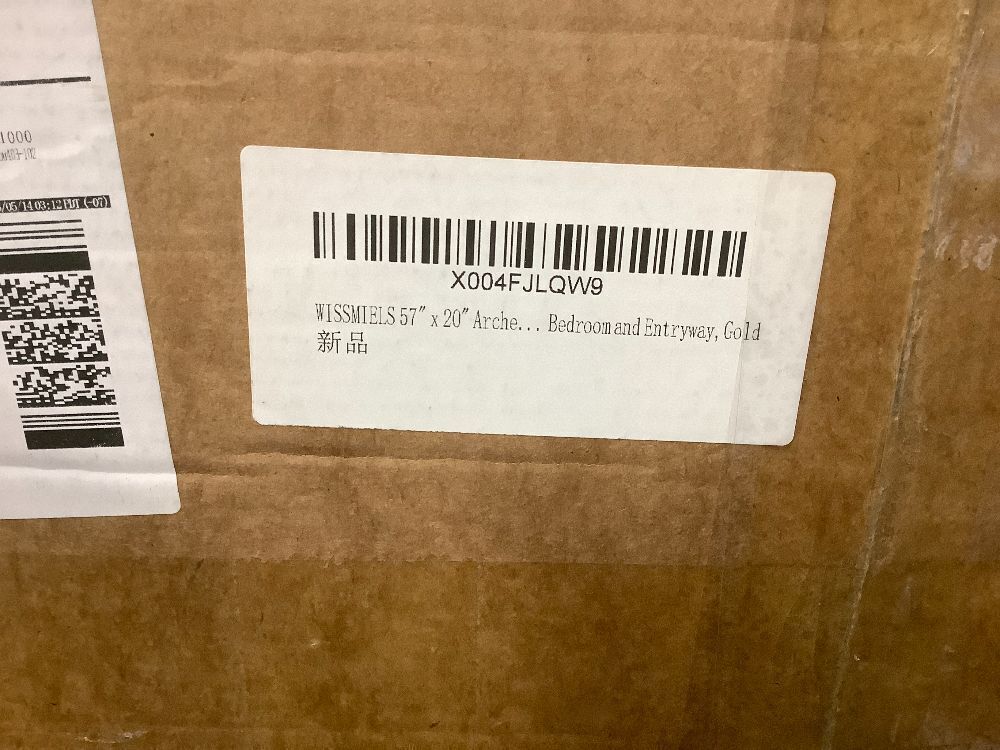 1000
/05/14 03:12 PDT (-07)
X004FJLQW9
WISSMIELS 57" x 20" Arche... Bedroom and Entryway, Gold
新品